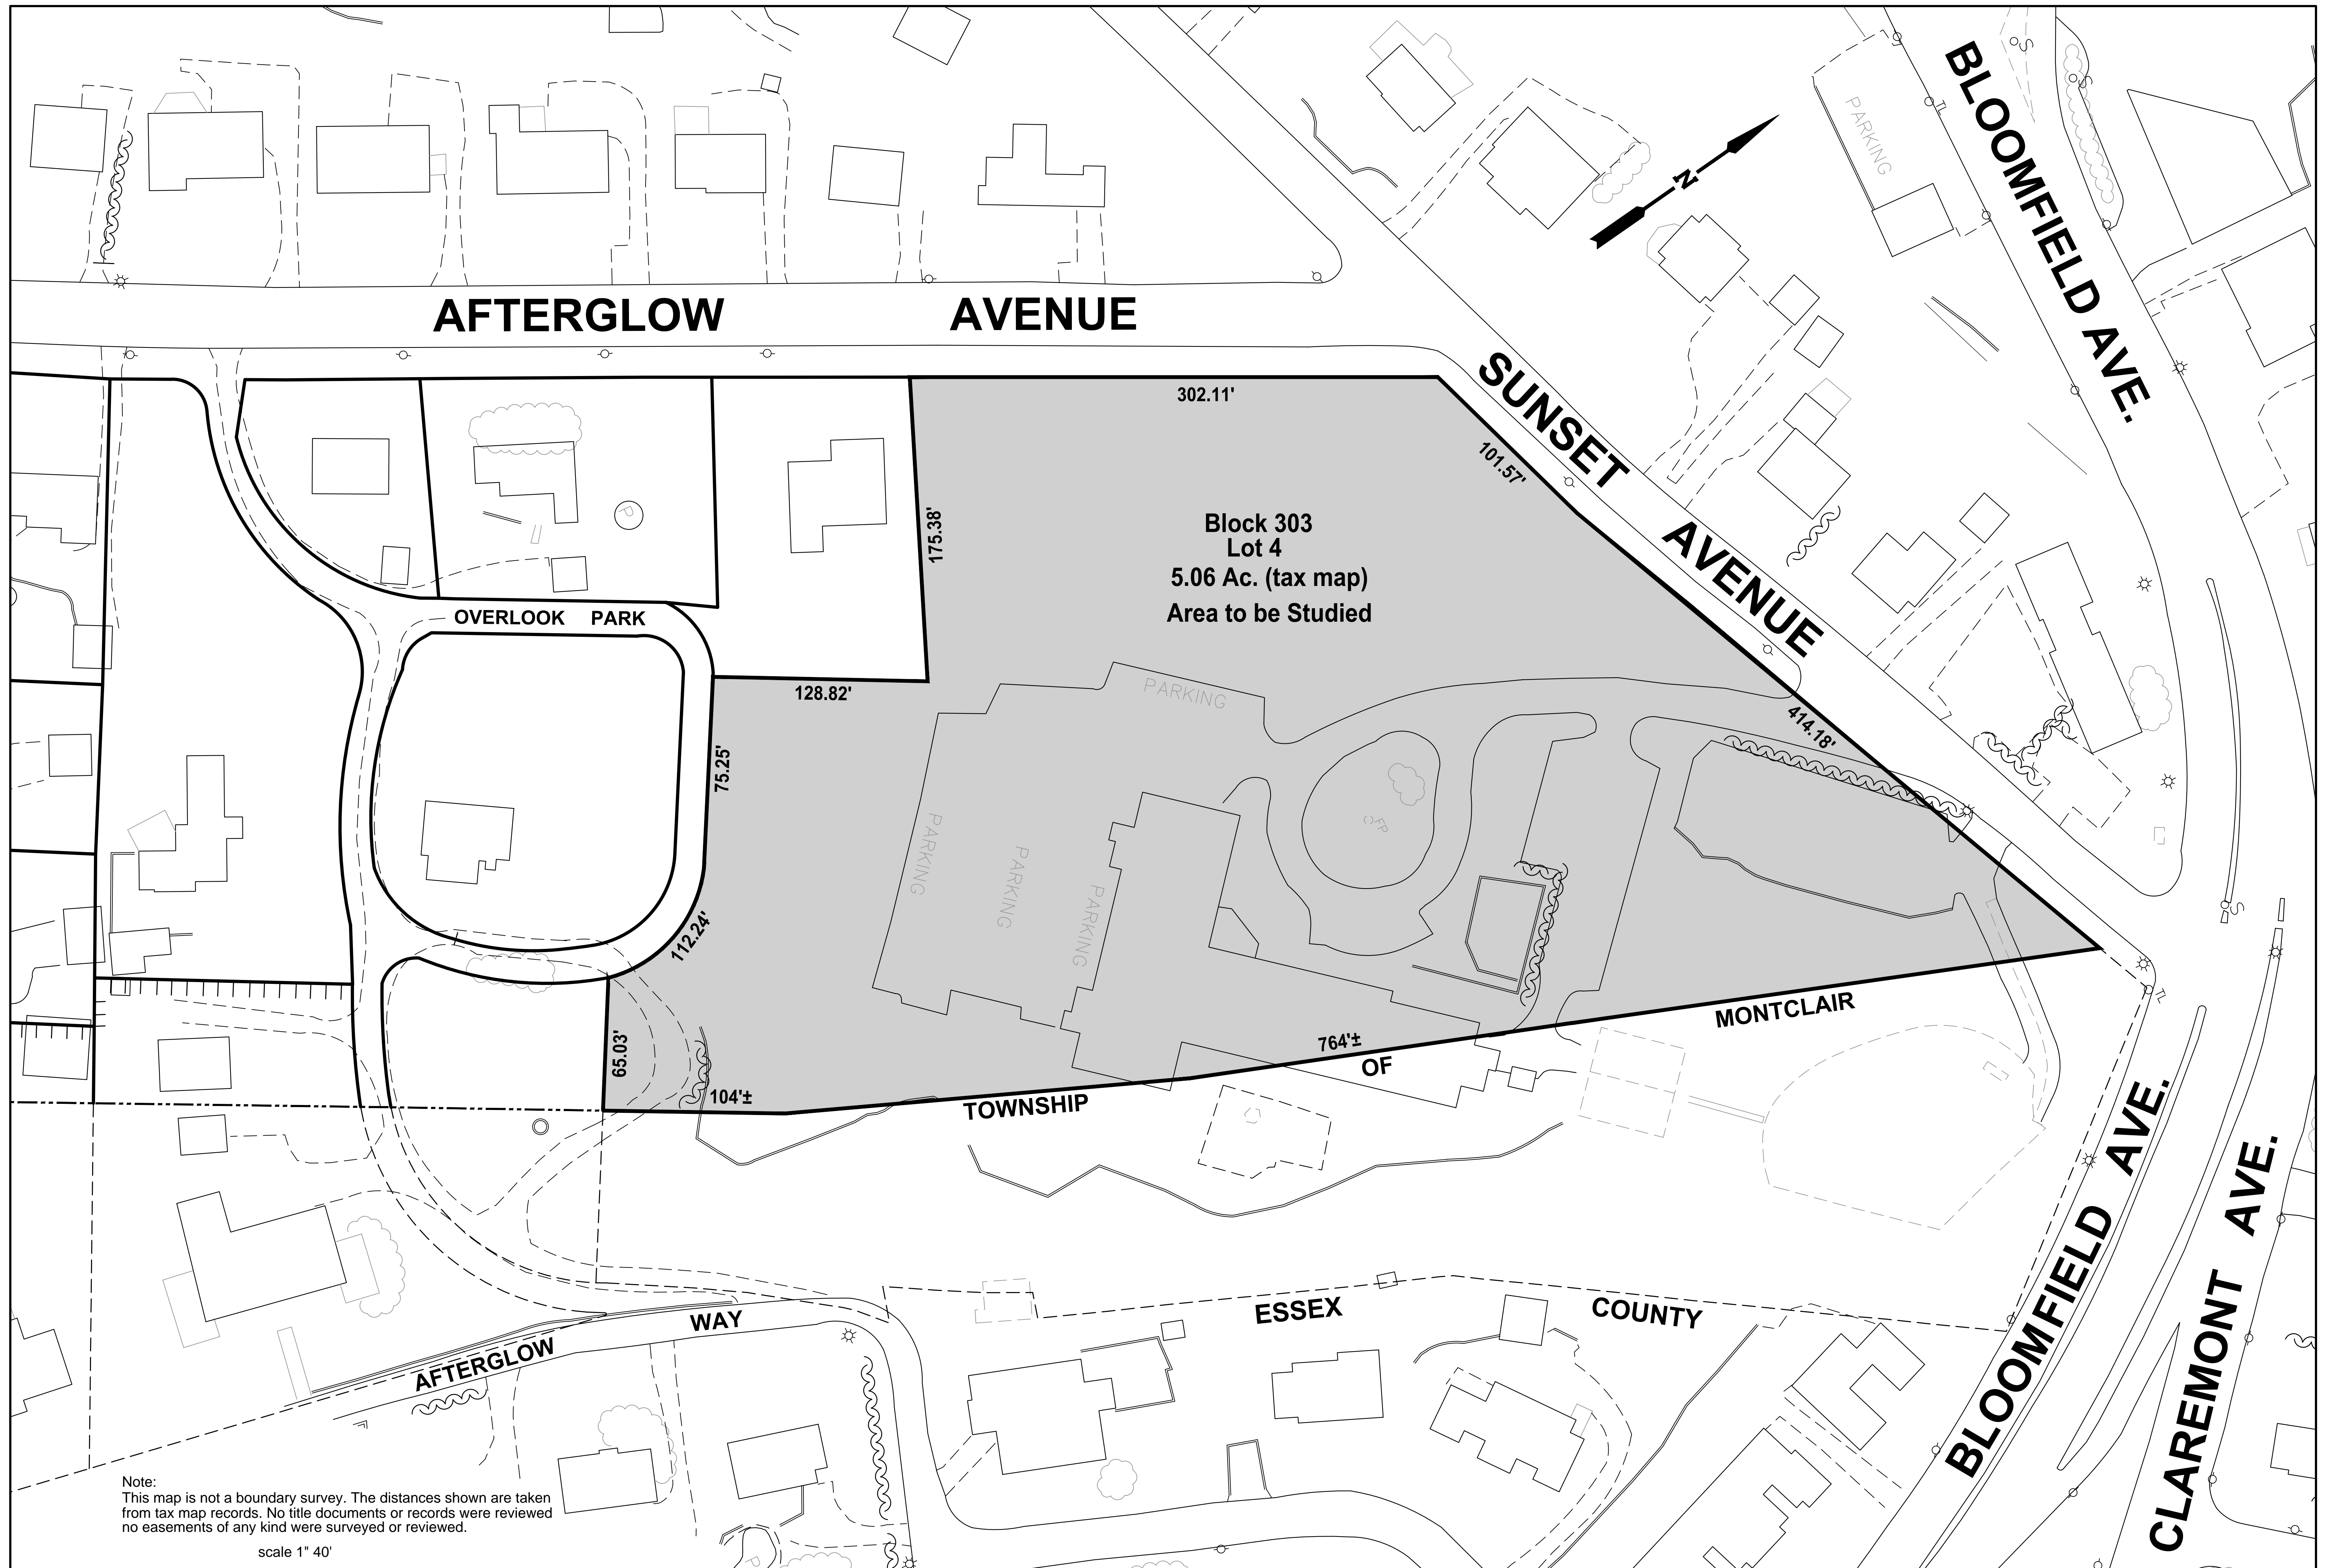 BLOOMFIELD AVE.
PARKING
N
AFTERGLOW AVENUE
SUNSET AVENUE
302.11'
101.57'
175.38'
Block 303
Lot 4
5.06 Ac. (tax map)
Area to be Studied
OVERLOOK PARK
128.82'
75.25'
PARKING
414.18'
PARKING
PARKING
PARKING
FP
112.24'
65.03'
104'±
764'±
TOWNSHIP OF MONTCLAIR
ESSEX COUNTY
AFTERGLOW WAY
BLOOMFIELD AVE.
CLAREMONT AVE.
Note:
This map is not a boundary survey. The distances shown are taken
from tax map records. No title documents or records were reviewed
no easements of any kind were surveyed or reviewed.
scale 1" 40'